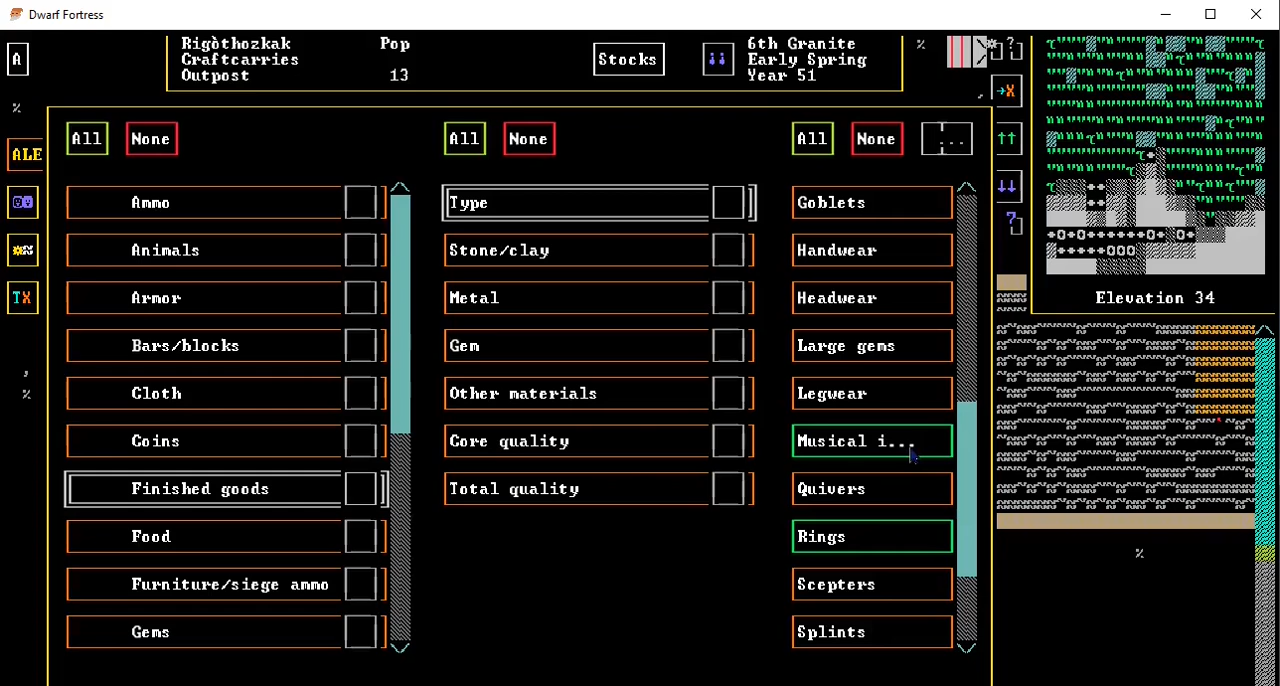 Dwarf Fortress
A
Rigòthozkak
Craftcarries
Outpost
Pop
13
Stocks
6th Granite
Early Spring
Year 51
ALE
TX
All None
All None
All None ...
Ammo
Animals
Armor
Bars/blocks
Cloth
Coins
Finished goods
Food
Furniture/siege ammo
Gems
Type
Stone/clay
Metal
Gem
Other materials
Core quality
Total quality
Goblets
Handwear
Headwear
Large gems
Legwear
Musical i...
Quivers
Rings
Scepters
Splints
Elevation 34